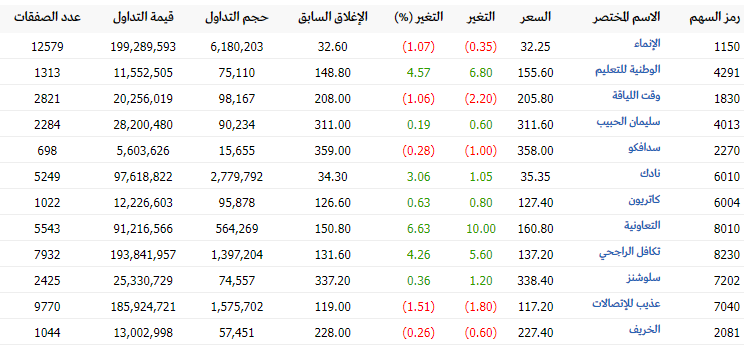 رمز السهم الاسم المختصر السعر التغير التغير (%) الإغلاق السابق حجم التداول قيمة التداول عدد الصفقات
1150 الإنماء 32.25 (0.35) (1.07) 32.60 6,180,203 199,289,593 12579
4291 الوطنية للتعليم 155.60 6.80 4.57 148.80 75,110 11,552,505 1313
1830 وقت اللياقة 205.80 (2.20) (1.06) 208.00 98,167 20,256,019 2821
4013 سليمان الحبيب 311.60 0.60 0.19 311.00 90,234 28,200,480 2284
2270 سدافكو 358.00 (1.00) (0.28) 359.00 15,655 5,603,626 698
6010 نادك 35.35 1.05 3.06 34.30 2,779,792 97,618,822 5249
6004 كاتريون 127.40 0.80 0.63 126.60 95,878 12,226,603 1022
8010 التعاونية 160.80 10.00 6.63 150.80 564,269 91,216,566 5543
8230 تكافل الراجحي 137.20 5.60 4.26 131.60 1,397,204 193,841,957 7932
7202 سلوشنز 338.40 1.20 0.36 337.20 74,557 25,330,729 2425
7040 عذيب للإتصالات 117.20 (1.80) (1.51) 119.00 1,575,702 185,924,721 9770
2081 الخريف 227.40 (0.60) (0.26) 228.00 57,451 13,002,998 1044